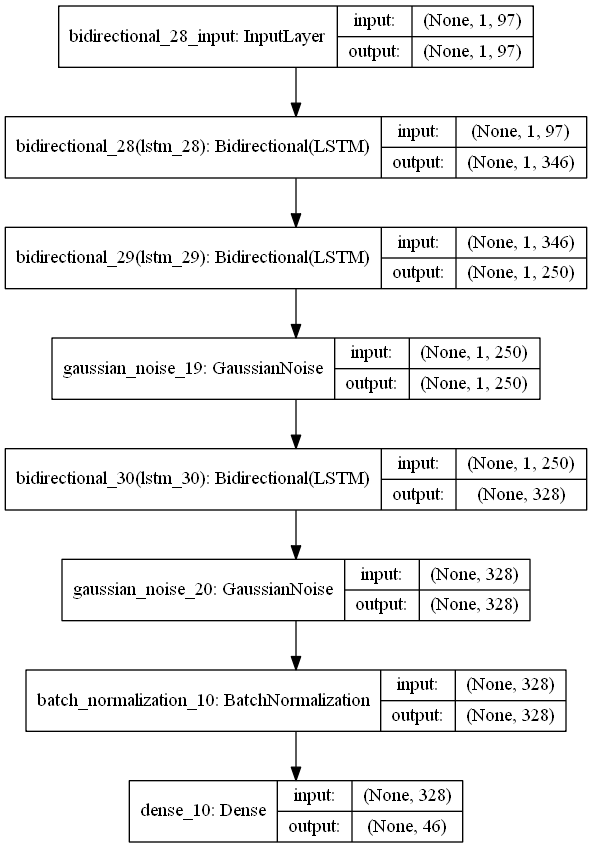 bidirectional_28_input: InputLayer
input: (None, 1, 97)
output: (None, 1, 97)
bidirectional_28(lstm_28): Bidirectional(LSTM)
input: (None, 1, 97)
output: (None, 1, 346)
bidirectional_29(lstm_29): Bidirectional(LSTM)
input: (None, 1, 346)
output: (None, 1, 250)
gaussian_noise_19: GaussianNoise
input: (None, 1, 250)
output: (None, 1, 250)
bidirectional_30(lstm_30): Bidirectional(LSTM)
input: (None, 1, 250)
output: (None, 328)
gaussian_noise_20: GaussianNoise
input: (None, 328)
output: (None, 328)
batch_normalization_10: BatchNormalization
input: (None, 328)
output: (None, 328)
dense_10: Dense
input: (None, 328)
output: (None, 46)